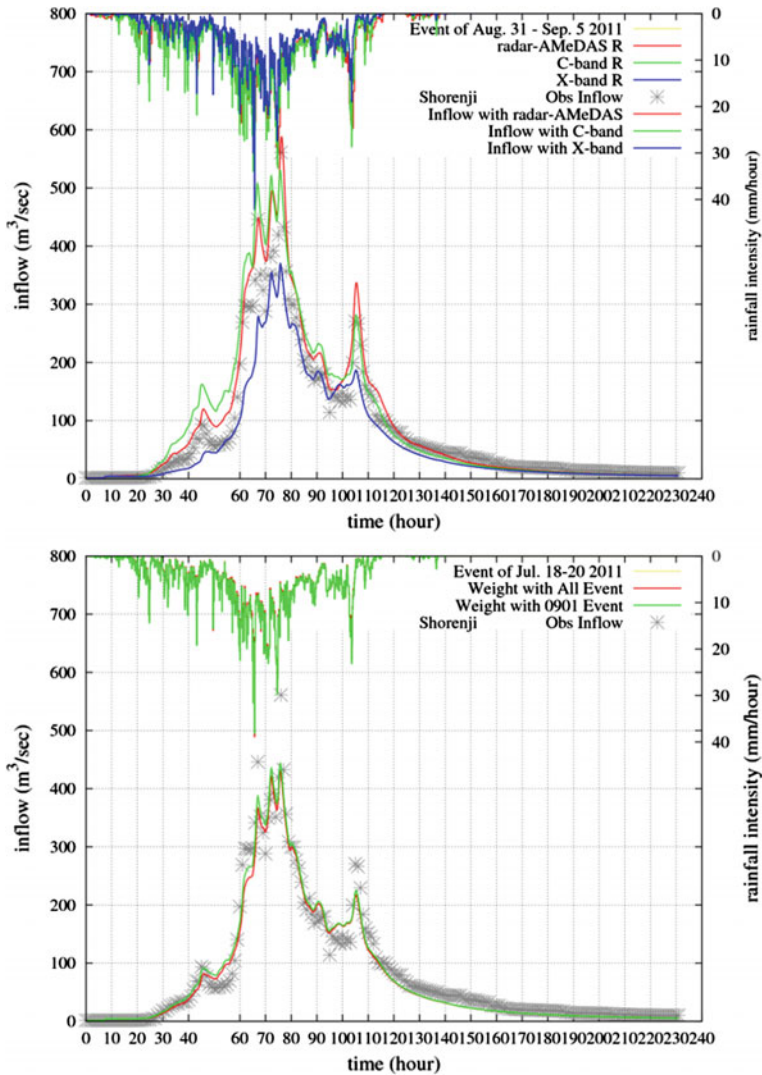 800
700
600
500
400
300
200
100
0
inflow (m³/sec)
Event of Aug. 31 - Sep. 5 2011
radar-AMeDAS R
C-band R
X-band R
Shorenji Obs Inflow
Inflow with radar-AMeDAS
Inflow with C-band
Inflow with X-band
0
10
20
30
40
rainfall intensity (mm/hour)
0 10 20 30 40 50 60 70 80 90 100 110 120 130 140 150 160 170 180 190 200 210 220 230 240
time (hour)
800
700
600
500
400
300
200
100
0
inflow (m³/sec)
Event of Jul. 18-20 2011
Weight with All Event
Weight with 0901 Event
Shorenji Obs Inflow
0
10
20
30
40
rainfall intensity (mm/hour)
0 10 20 30 40 50 60 70 80 90 100 110 120 130 140 150 160 170 180 190 200 210 220 230 240
time (hour)